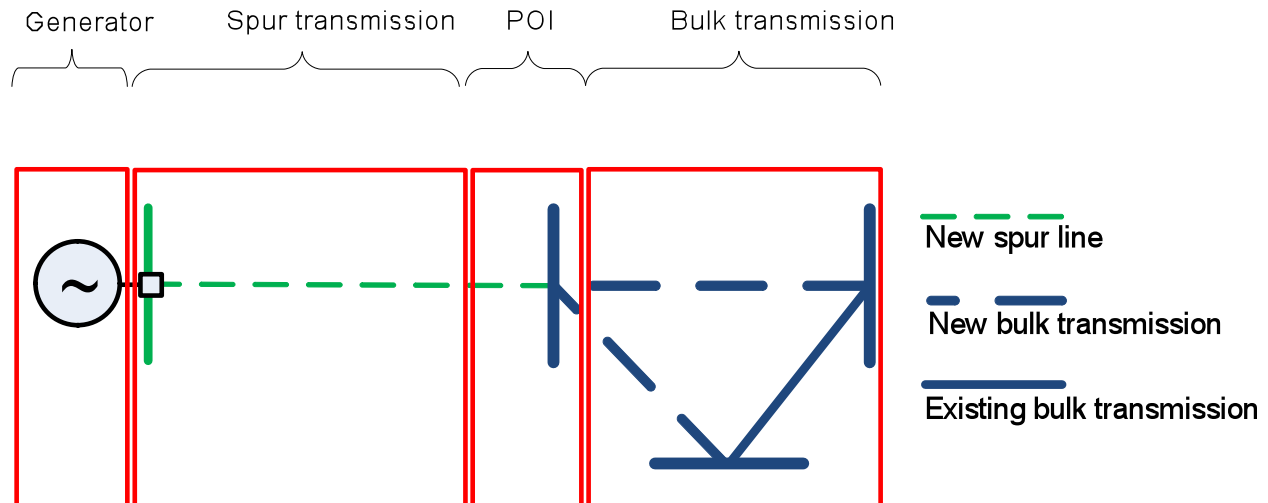 Generator
Spur transmission
POI
Bulk transmission
~
New spur line
New bulk transmission
Existing bulk transmission